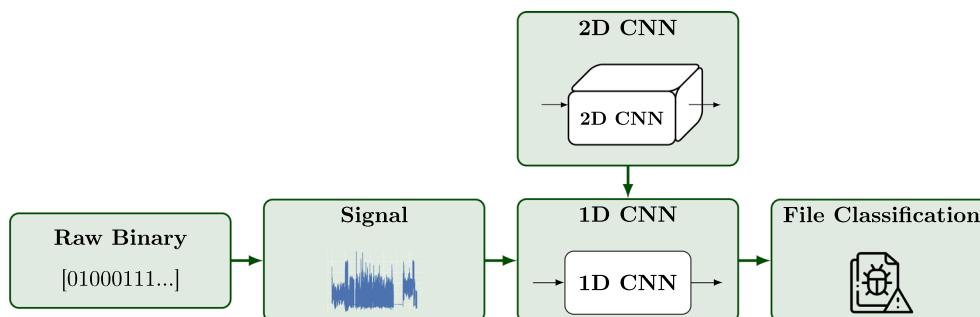 2D CNN
2D CNN
Raw Binary
[01000111...]
Signal
1D CNN
1D CNN
File Classification